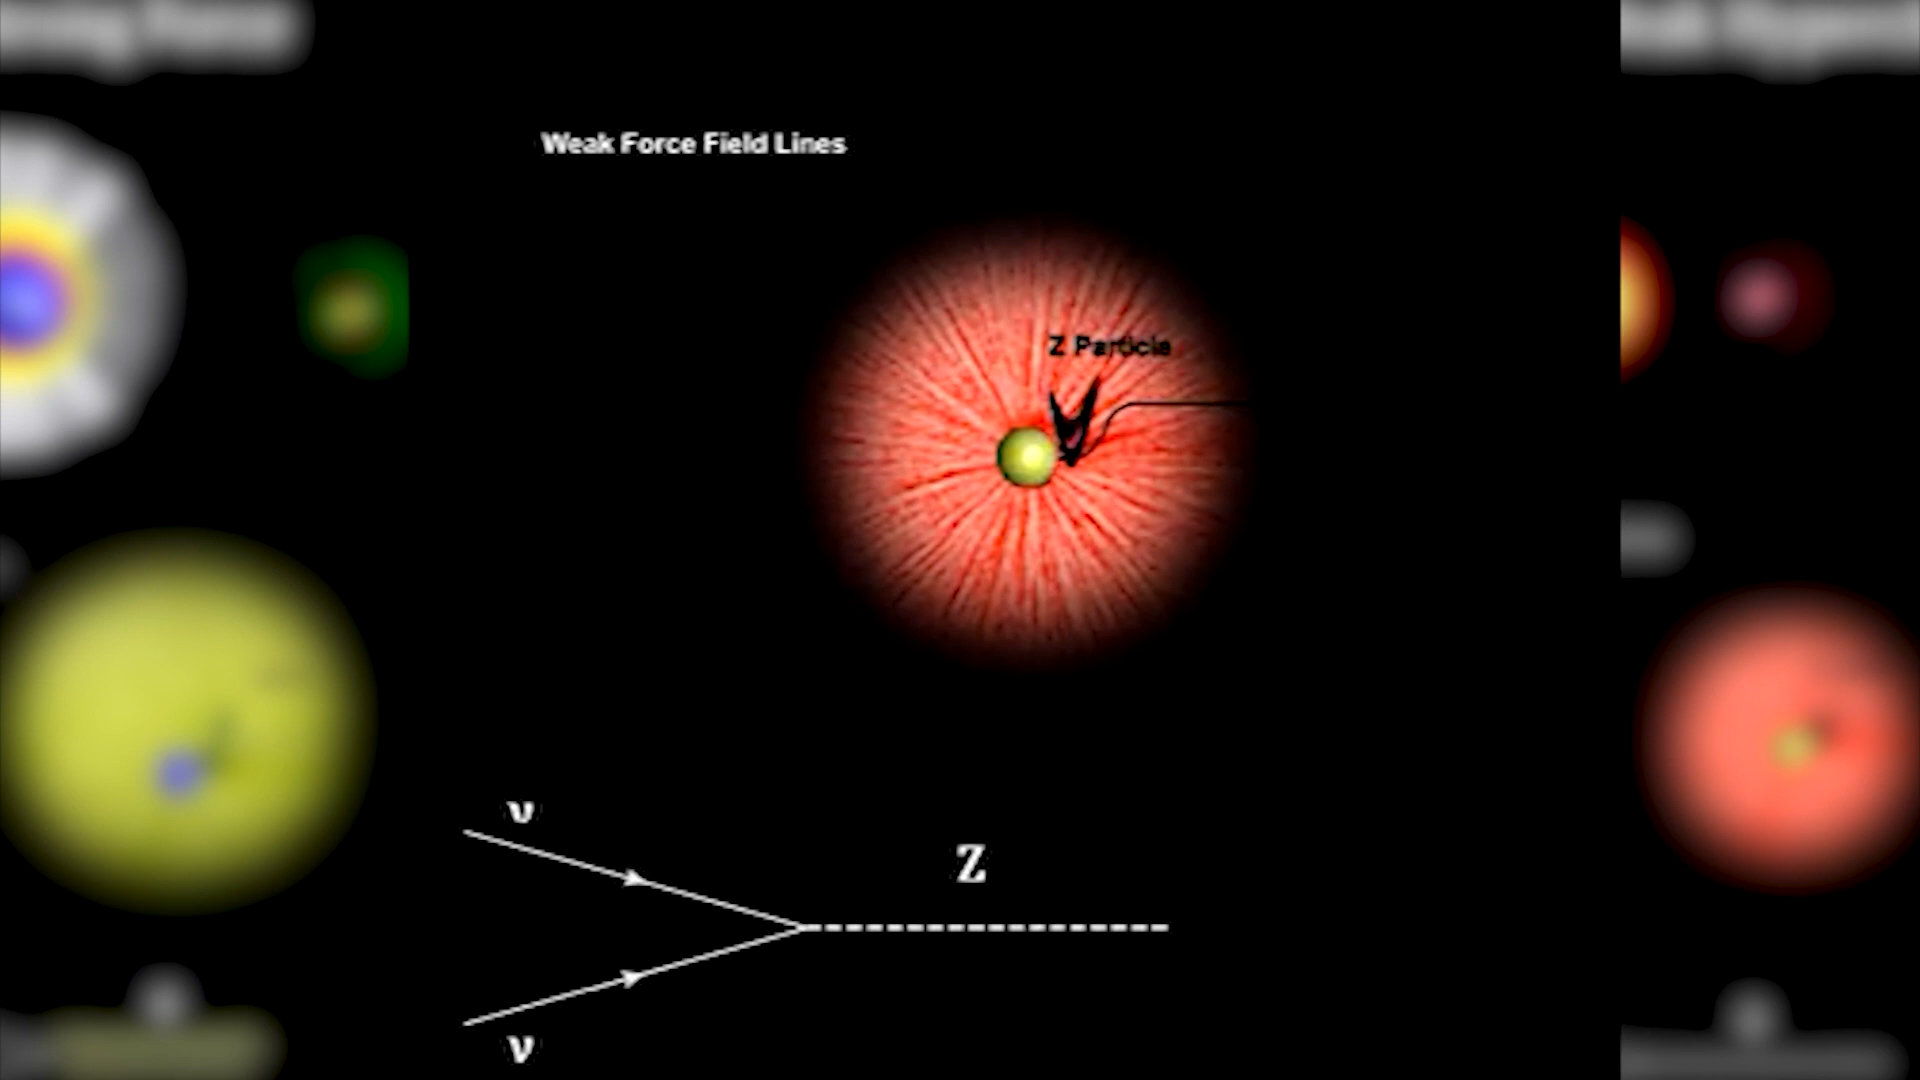 Weak Force Field Lines
Z Particle
ν
Z
ν